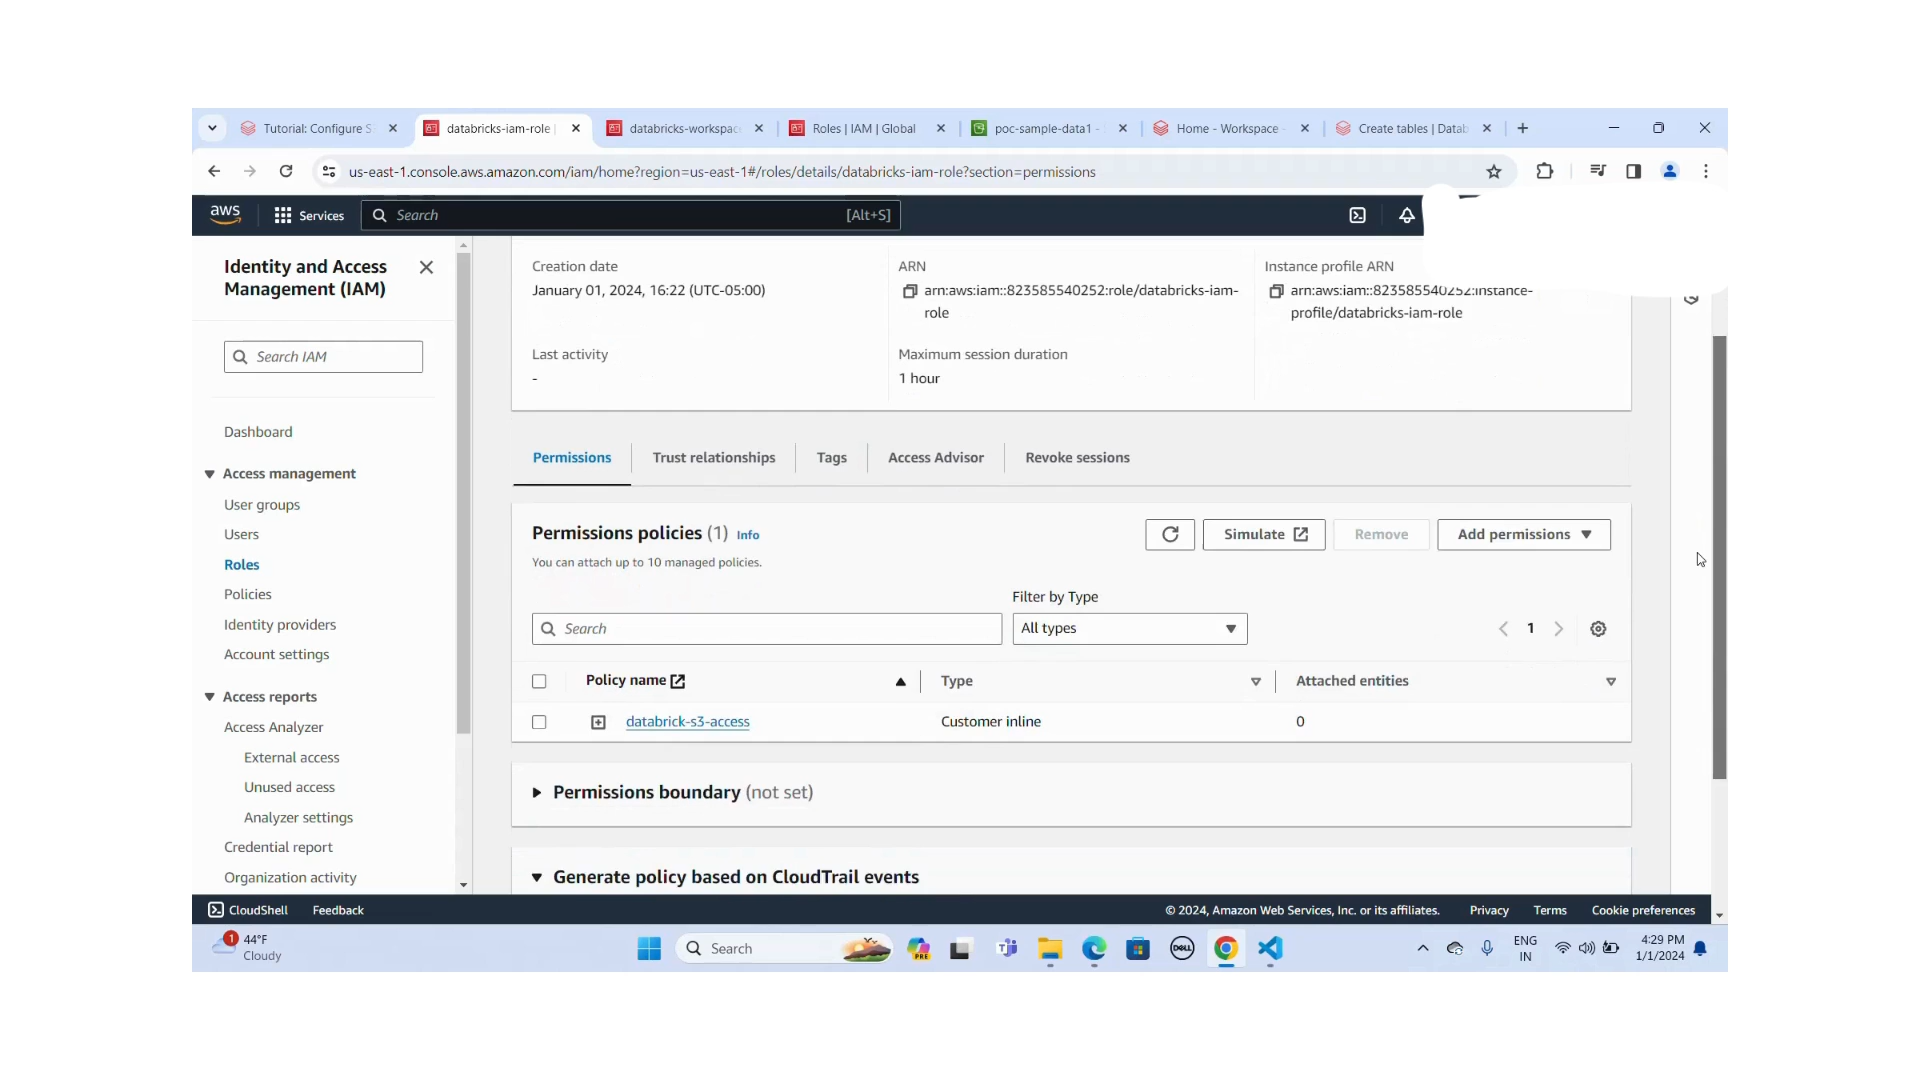 Tutorial: Configure S
databricks-iam-role
databricks-workspac
Roles | IAM | Global
poc-sample-data1 -
Home - Workspace
Create tables | Datab
us-east-1.console.aws.amazon.com/iam/home?region=us-east-1#/roles/details/databricks-iam-role?section=permissions
aws
Services
Search
[Alt+S]
Identity and Access
Management (IAM)
Search IAM
Dashboard
Access management
User groups
Users
Roles
Policies
Identity providers
Account settings
Access reports
Access Analyzer
External access
Unused access
Analyzer settings
Credential report
Organization activity
Creation date
January 01, 2024, 16:22 (UTC-05:00)
ARN
arn:aws:iam::823585540252:role/databricks-iam-
role
Instance profile ARN
arn:aws:iam::823585540252:instance-
profile/databricks-iam-role
Last activity
-
Maximum session duration
1 hour
Permissions
Trust relationships
Tags
Access Advisor
Revoke sessions
Permissions policies (1) Info
You can attach up to 10 managed policies.
Simulate
Remove
Add permissions
Filter by Type
Search
All types
1
Policy name
Type
Attached entities
databrick-s3-access
Customer inline
0
Permissions boundary (not set)
Generate policy based on CloudTrail events
CloudShell
Feedback
© 2024, Amazon Web Services, Inc. or its affiliates.
Privacy
Terms
Cookie preferences
1
44°F
Cloudy
Search
PRE
DELL
ENG
IN
4:29 PM
1/1/2024